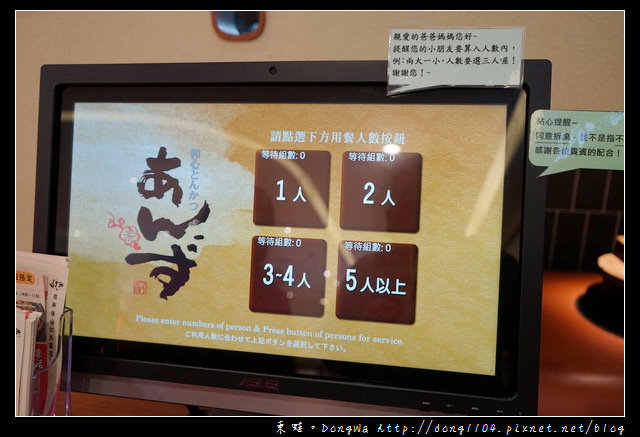 親愛的爸爸媽媽您好~
提醒您的小朋友要算入人數內，
例：兩大一小，人數要選三人喔！
謝謝您！~
貼心提醒~
同意拆桌，並不是指不
感謝各位貴賓的配合！
請點選下方用餐人數按鈕
和心とんかつ
あんず
等待組數: 0
1人
等待組數: 0
2人
等待組數: 0
3~4人
等待組數: 0
5人以上
Please enter numbers of person & Press button of persons for service.
ご利用人数に合わせて上記ボタンを選択して下さい。
ASUS
東蛙。DongWa http://dong1104.pixnet.net/blog